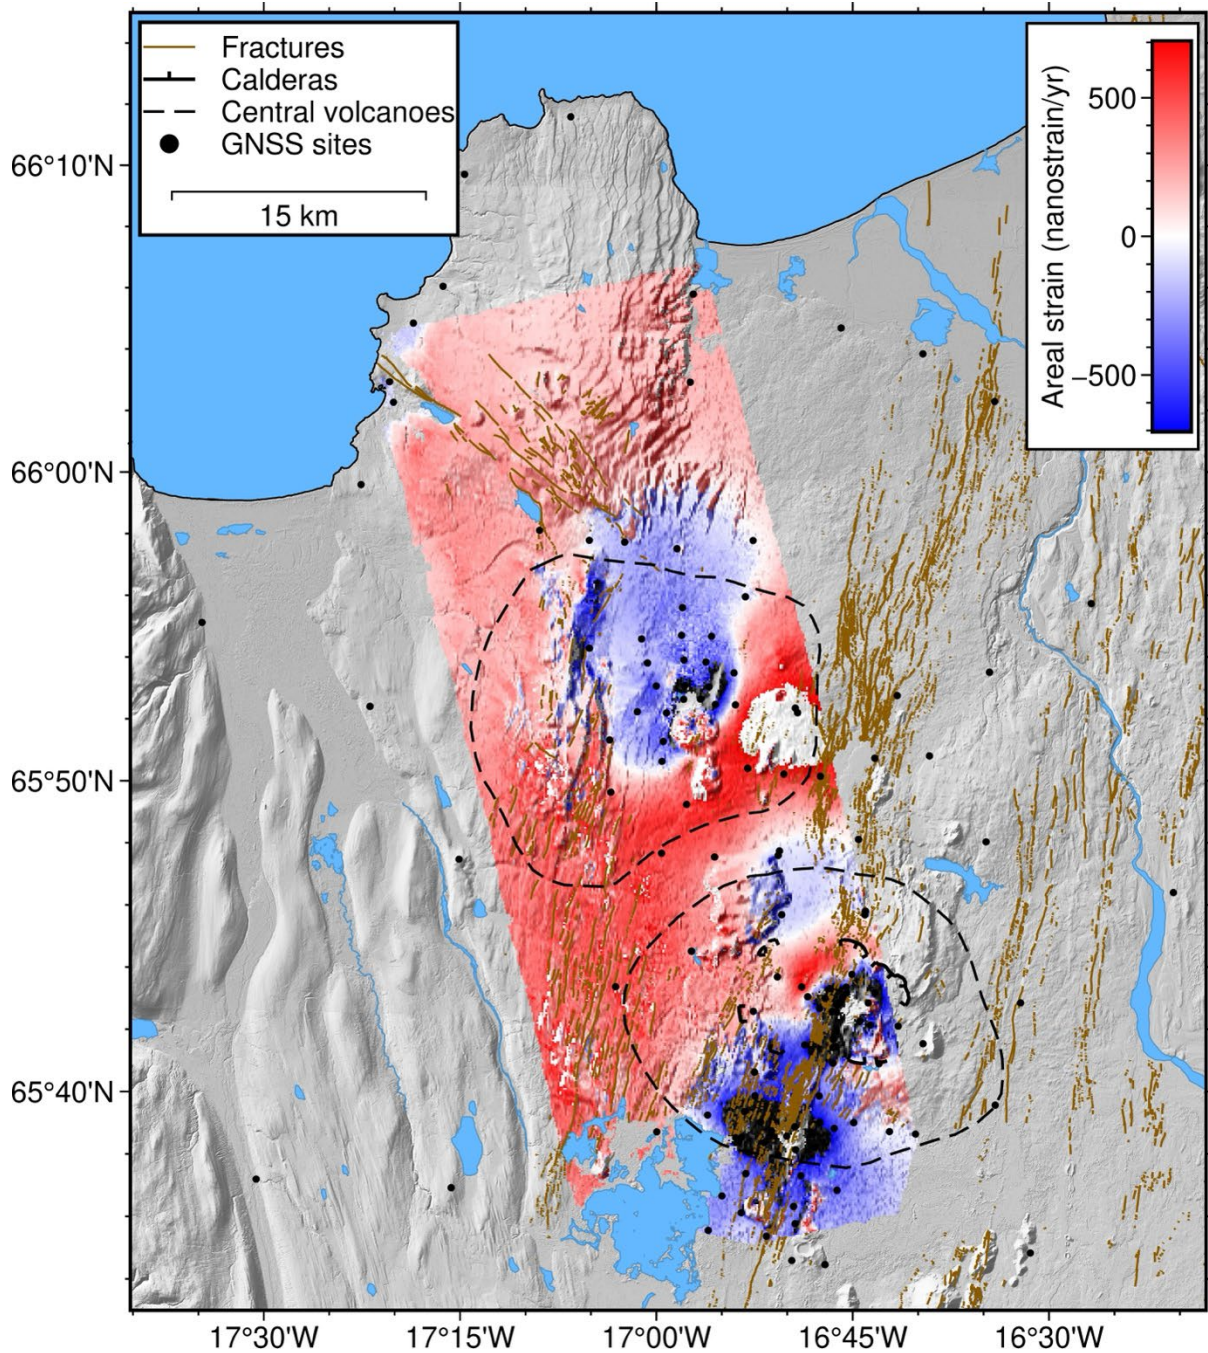 Fractures
Calderas
Central volcanoes
GNSS sites
15 km
Areal strain (nanostrain/yr)
500
0
−500
66°10'N
66°00'N
65°50'N
65°40'N
17°30'W
17°15'W
17°00'W
16°45'W
16°30'W